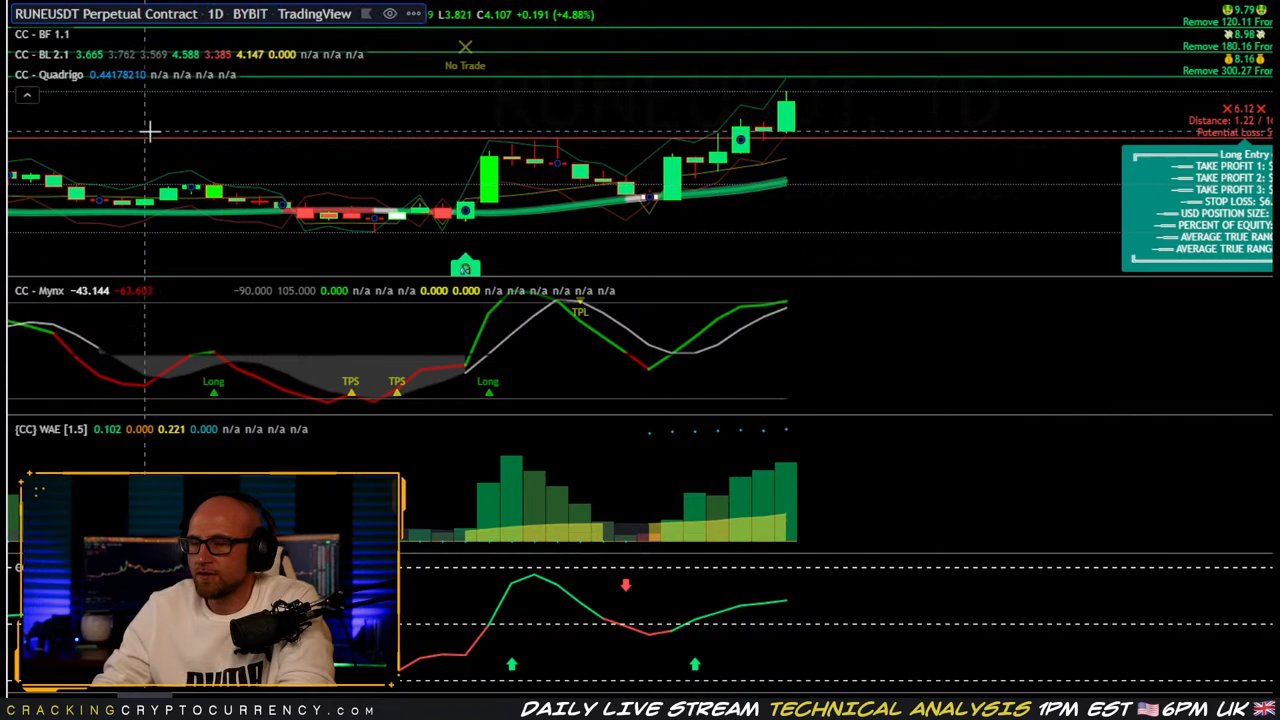 RUNEUSDT Perpetual Contract · 1D · BYBIT · TradingView 9 L3.821 C4.107 +0.191 (+4.88%)
CC - BF 1.1
CC - BL 2.1 3.665 3.762 3.569 4.588 3.385 4.147 0.000 n/a n/a n/a
CC - Quadrigo 0.44178210 n/a n/a n/a n/a
No Trade
9.79
Remove 120.11 Fror
8.98
Remove 180.16 Fror
8.16
Remove 300.27 Fror
6.12
Distance: 1.22 / 1
Potential Loss: $
Long Entry
TAKE PROFIT 1: $
TAKE PROFIT 2: $
TAKE PROFIT 3: $
STOP LOSS: $6.
USD POSITION SIZE:
PERCENT OF EQUITY:
AVERAGE TRUE RAN
AVERAGE TRUE RAN
CC - Mynx -43.144 -63.603 -90.000 105.000 0.000 n/a n/a n/a n/a 0.000 0.000 n/a n/a n/a n/a n/a n/a
TPL
Long
TPS
TPS
Long
{CC} WAE [1.5] 0.102 0.000 0.221 0.000 n/a n/a n/a n/a
CRACKINGCRYPTOCURRENCY.com
DAILY LIVE STREAM TECHNICAL ANALYSIS 1PM EST 6PM UK